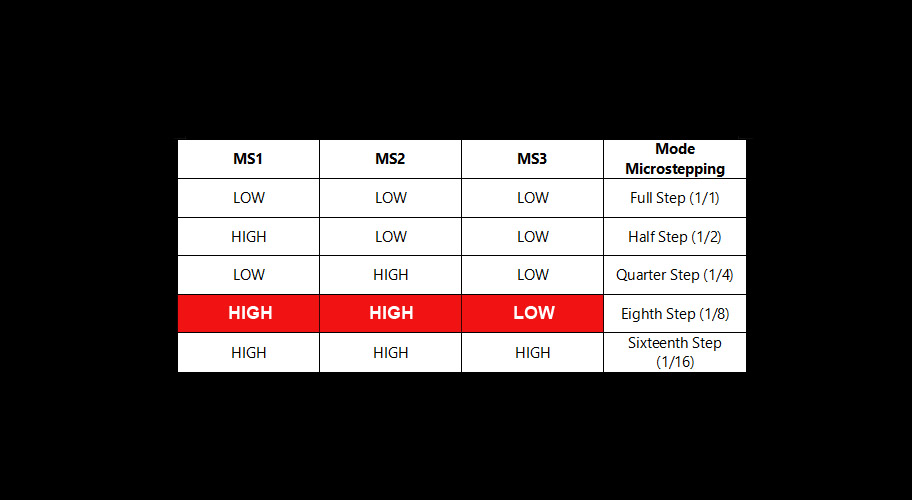 MS1 MS2 MS3 Mode
Microstepping
LOW LOW LOW Full Step (1/1)
HIGH LOW LOW Half Step (1/2)
LOW HIGH LOW Quarter Step (1/4)
HIGH HIGH LOW Eighth Step (1/8)
HIGH HIGH HIGH Sixteenth Step
(1/16)